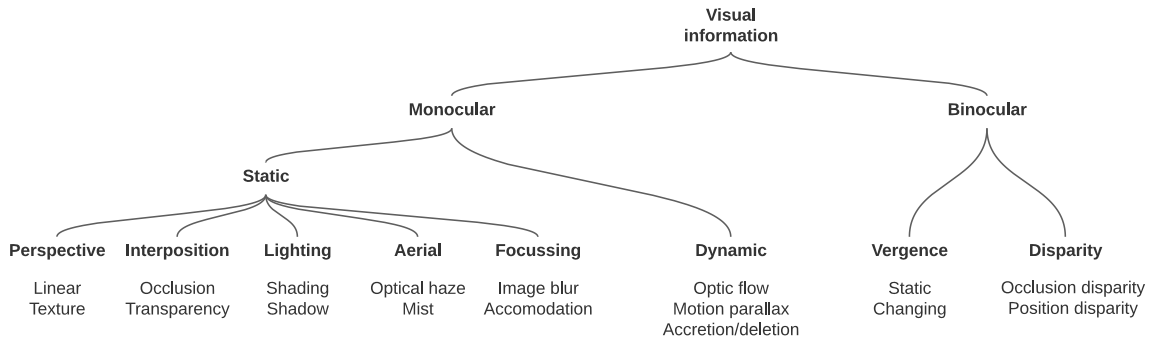 Visual
information
Monocular
Binocular
Static
Perspective
Linear
Texture
Interposition
Occlusion
Transparency
Lighting
Shading
Shadow
Aerial
Optical haze
Mist
Focussing
Image blur
Accomodation
Dynamic
Optic flow
Motion parallax
Accretion/deletion
Vergence
Static
Changing
Disparity
Occlusion disparity
Position disparity